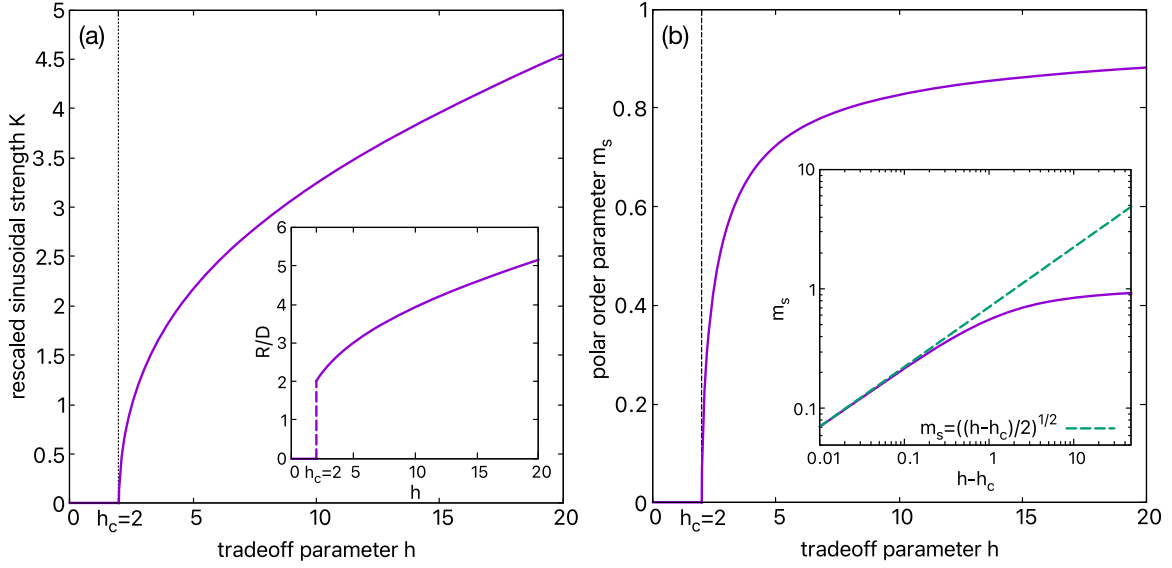 (a)
rescaled sinusoidal strength K
5
4.5
4
3.5
3
2.5
2
1.5
1
0.5
0
0 h_c=2 5 10 15 20
tradeoff parameter h
R/D
6
5
4
3
2
1
0
0 h_c=2 5 10 15 20
h
(b)
polar order parameter m_s
1
0.8
0.6
0.4
0.2
0
0 h_c=2 5 10 15 20
tradeoff parameter h
m_s
10
1
0.1
m_s=((h−h_c)/2)^{1/2}
0.01 0.1 1 10
h−h_c